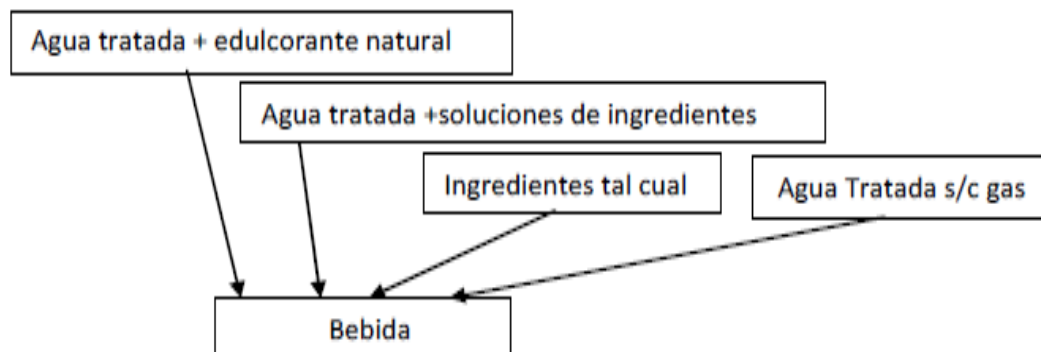 Agua tratada + edulcorante natural
Agua tratada +soluciones de ingredientes
Ingredientes tal cual
Agua Tratada s/c gas
Bebida